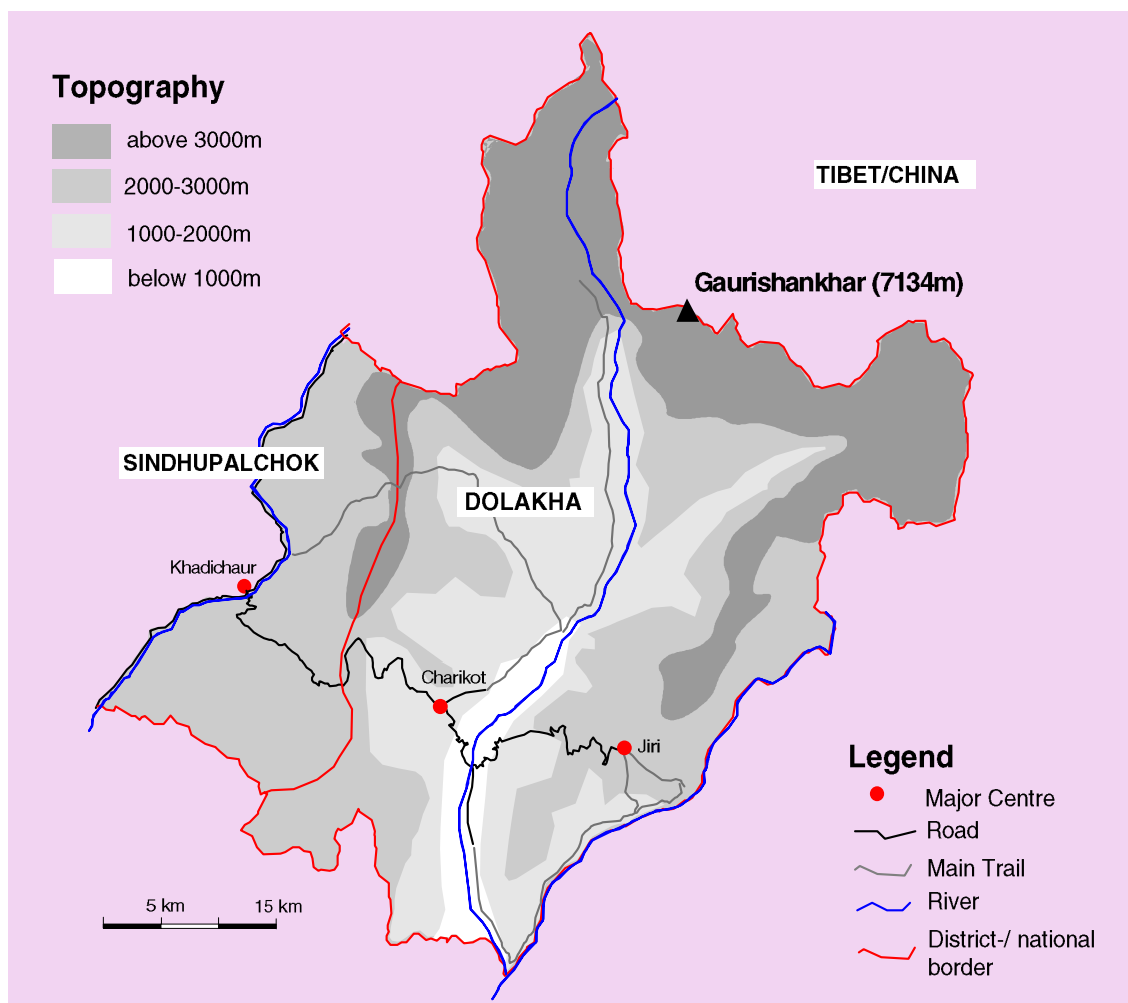 Topography
above 3000m
2000-3000m
1000-2000m
below 1000m
TIBET/CHINA
Gaurishankhar (7134m)
SINDHUPALCHOK
DOLAKHA
Khadichaur
Charikot
Jiri
Legend
Major Centre
Road
Main Trail
River
District-/ national
border
5 km
15 km